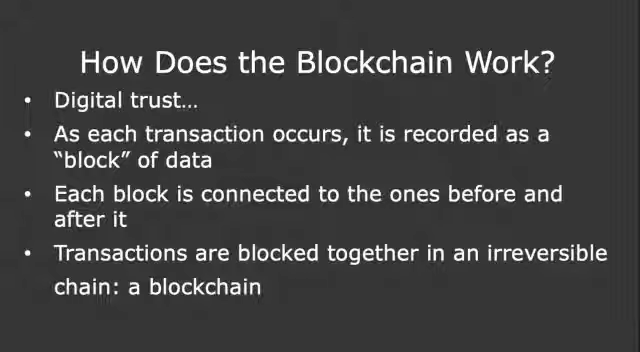 How Does the Blockchain Work?
• Digital trust…
• As each transaction occurs, it is recorded as a
“block” of data
• Each block is connected to the ones before and
after it
• Transactions are blocked together in an irreversible
chain: a blockchain